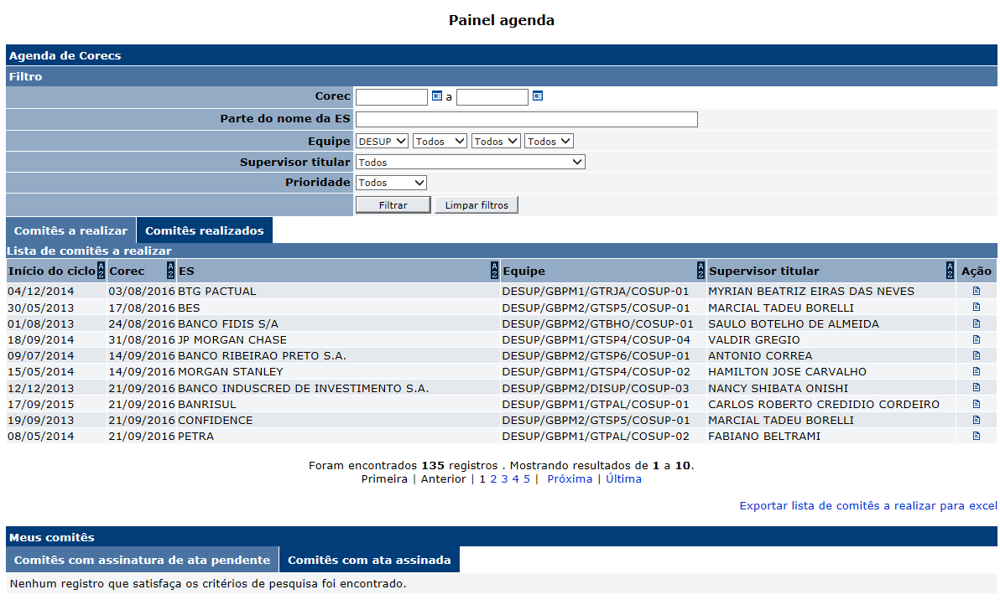 Painel agenda
Agenda de Corecs
Filtro
Corec a
Parte do nome da ES
Equipe DESUP Todos Todos Todos
Supervisor titular Todos
Prioridade Todos
Filtrar Limpar filtros
Comitês a realizar Comitês realizados
Lista de comitês a realizar
Início do ciclo AZ Corec AZ ES AZ Equipe AZ Supervisor titular AZ Ação
04/12/2014 03/08/2016 BTG PACTUAL DESUP/GBPM1/GTRJA/COSUP-01 MYRIAN BEATRIZ EIRAS DAS NEVES
30/05/2013 17/08/2016 BES DESUP/GBPM2/GTSP5/COSUP-01 MARCIAL TADEU BORELLI
01/08/2013 24/08/2016 BANCO FIDIS S/A DESUP/GBPM2/GTBHO/COSUP-01 SAULO BOTELHO DE ALMEIDA
18/09/2014 31/08/2016 JP MORGAN CHASE DESUP/GBPM1/GTSP4/COSUP-04 VALDIR GREGIO
09/07/2014 14/09/2016 BANCO RIBEIRAO PRETO S.A. DESUP/GBPM2/GTSP6/COSUP-01 ANTONIO CORREA
15/05/2014 14/09/2016 MORGAN STANLEY DESUP/GBPM1/GTSP4/COSUP-02 HAMILTON JOSE CARVALHO
12/12/2013 21/09/2016 BANCO INDUSCRED DE INVESTIMENTO S.A. DESUP/GBPM2/DISUP/COSUP-03 NANCY SHIBATA ONISHI
17/09/2015 21/09/2016 BANRISUL DESUP/GBPM1/GTPAL/COSUP-01 CARLOS ROBERTO CREDIDIO CORDEIRO
19/09/2013 21/09/2016 CONFIDENCE DESUP/GBPM2/GTSP5/COSUP-01 MARCIAL TADEU BORELLI
08/05/2014 21/09/2016 PETRA DESUP/GBPM1/GTPAL/COSUP-02 FABIANO BELTRAMI
Foram encontrados 135 registros . Mostrando resultados de 1 a 10.
Primeira | Anterior | 1 2 3 4 5 | Próxima | Última
Exportar lista de comitês a realizar para excel
Meus comitês
Comitês com assinatura de ata pendente Comitês com ata assinada
Nenhum registro que satisfaça os critérios de pesquisa foi encontrado.